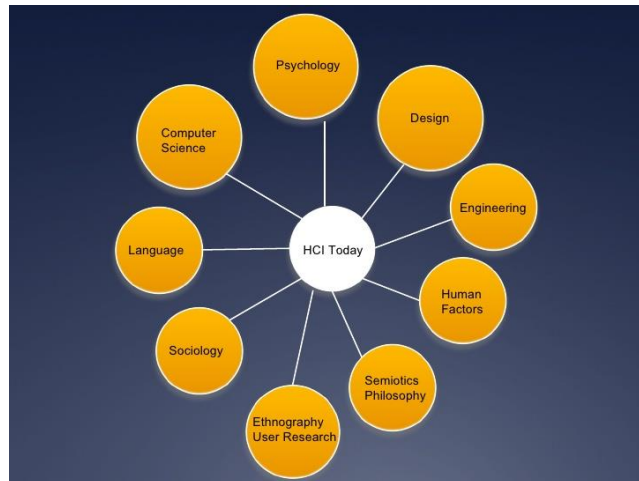 Psychology
Design
Computer
Science
Engineering
Language
HCI Today
Human
Factors
Sociology
Semiotics
Philosophy
Ethnography
User Research